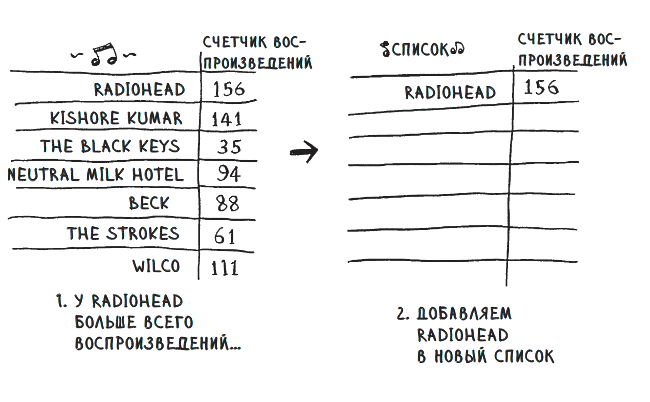 СЧЕТЧИК ВОС-
ПРОИЗВЕДЕНИЙ
RADIOHEAD 156
KISHORE KUMAR 141
THE BLACK KEYS 35
NEUTRAL MILK HOTEL 94
BECK 88
THE STROKES 61
WILCO 111
1. У RADIOHEAD
БОЛЬШЕ ВСЕГО
ВОСПРОИЗВЕДЕНИЙ...
СПИСОК
СЧЕТЧИК ВОС-
ПРОИЗВЕДЕНИЙ
RADIOHEAD 156
2. ДОБАВЛЯЕМ
RADIOHEAD
В НОВЫЙ СПИСОК